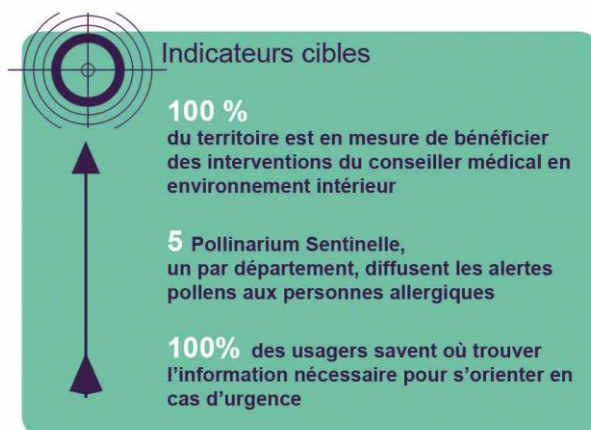 Indicateurs cibles
100 %
du territoire est en mesure de bénéficier
des interventions du conseiller médical en
environnement intérieur
5 Pollinarium Sentinelle,
un par département, diffusent les alertes
pollens aux personnes allergiques
100% des usagers savent où trouver
l’information nécessaire pour s’orienter en
cas d’urgence